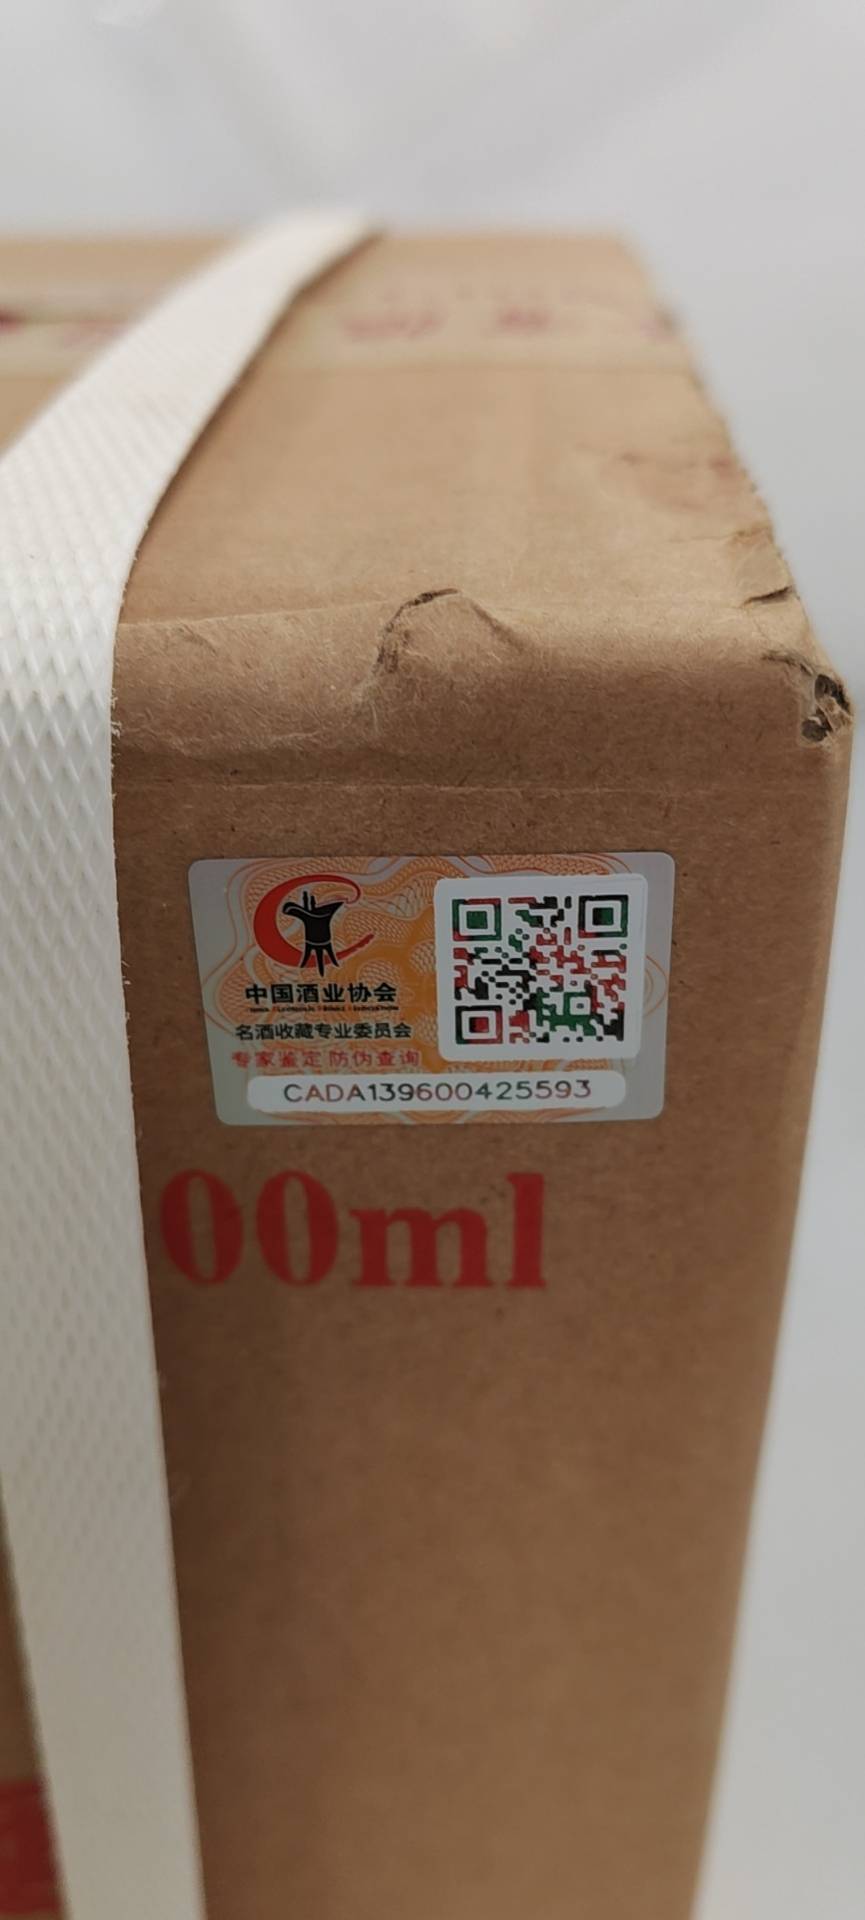 中国酒业协会
名酒收藏专业委员会
专家鉴定 防伪查询
CADA139600425593
00ml